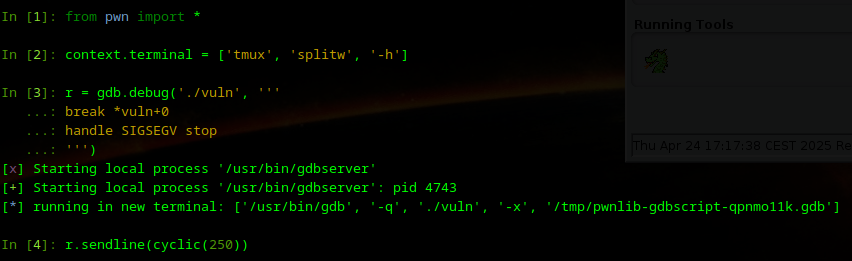 In [1]: from pwn import *
Running Tools
In [2]: context.terminal = ['tmux', 'splitw', '-h']
In [3]: r = gdb.debug('./vuln', '''
   ...: break *vuln+0
   ...: handle SIGSEGV stop
   ...: ''')
Thu Apr 24 17:17:38 CEST 2025 Re
[x] Starting local process '/usr/bin/gdbserver'
[+] Starting local process '/usr/bin/gdbserver': pid 4743
[*] running in new terminal: ['/usr/bin/gdb', '-q', './vuln', '-x', '/tmp/pwnlib-gdbscript-qpnmo11k.gdb']
In [4]: r.sendline(cyclic(250))